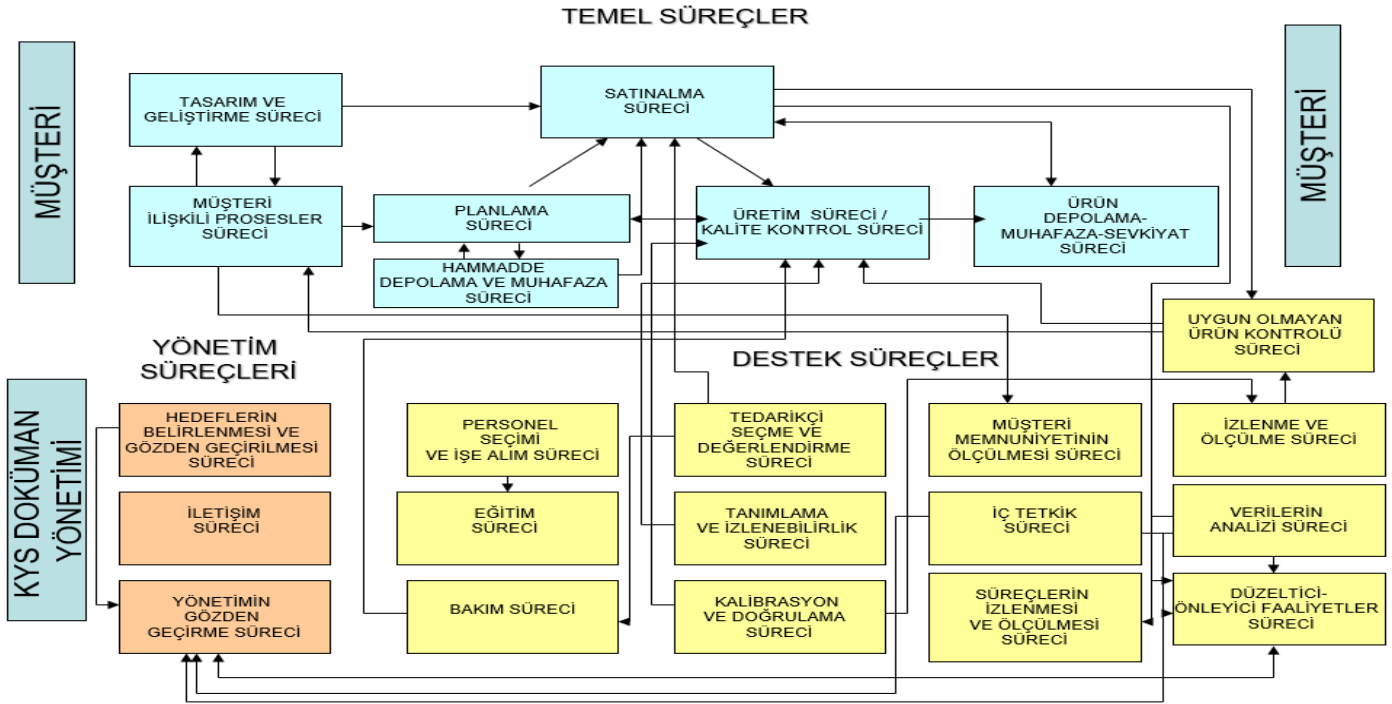 TEMEL SÜREÇLER
MÜŞTERİ
MÜŞTERİ
TASARIM VE
GELİŞTİRME SÜRECİ
SATINALMA
SÜRECİ
MÜŞTERİ
İLİŞKİLİ PROSESLER
SÜRECİ
PLANLAMA
SÜRECİ
ÜRETİM SÜRECİ /
KALİTE KONTROL SÜRECİ
ÜRÜN
DEPOLAMA-
MUHAFAZA-SEVKİYAT
SÜRECİ
HAMMADDE
DEPOLAMA VE MUHAFAZA
SÜRECİ
UYGUN OLMAYAN
ÜRÜN KONTROLÜ
SÜRECİ
YÖNETİM
SÜREÇLERİ
DESTEK SÜREÇLER
KYS DOKÜMAN
YÖNETİMİ
HEDEFLERİN
BELİRLENMESİ VE
GÖZDEN GEÇİRİLMESİ
SÜRECİ
PERSONEL
SEÇİMİ
VE İŞE ALIM SÜRECİ
TEDARİKÇİ
SEÇME VE
DEĞERLENDİRME
SÜRECİ
MÜŞTERİ
MEMNUNİYETİNİN
ÖLÇÜLMESİ SÜRECİ
İZLENME VE
ÖLÇÜLME SÜRECİ
İLETİŞİM
SÜRECİ
EĞİTİM
SÜRECİ
TANIMLAMA
VE İZLENEBİLİRLİK
SÜRECİ
İÇ TETKİK
SÜRECİ
VERİLERİN
ANALİZİ SÜRECİ
YÖNETİMİN
GÖZDEN
GEÇİRME SÜRECİ
BAKIM SÜRECİ
KALİBRASYON
VE DOĞRULAMA
SÜRECİ
SÜREÇLERİN
İZLENMESİ
VE ÖLÇÜLMESİ
SÜRECİ
DÜZELTİCİ-
ÖNLEYİCİ FAALİYETLER
SÜRECİ